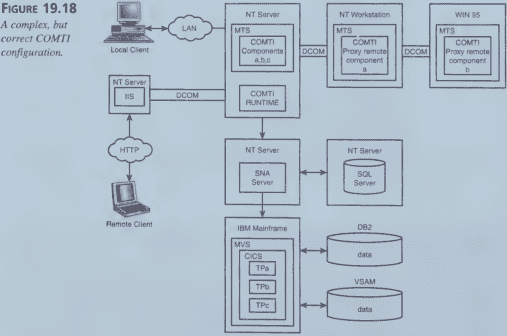 FIGURE 19.18
A complex, but
correct COMTI
configuration.
Local Client
LAN
NT Server
MTS
COMTI
Components
a,b,c
COMTI
RUNTIME
DCOM
NT Workstation
MTS
COMTI
Proxy remote
component
a
DCOM
WIN 95
MTS
COMTI
Proxy remote
component
b
NT Server
IIS
DCOM
HTTP
Remote Client
NT Server
SNA
Server
NT Server
SQL
Server
IBM Mainframe
MVS
CICS
TPa
TPb
TPc
DB2
data
VSAM
data